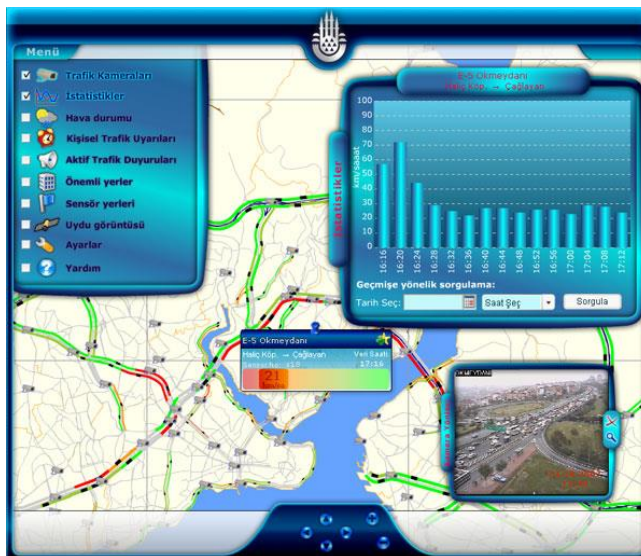 Menü
Trafik Kameraları
İstatistikler
Hava durumu
Kişisel Trafik Uyarıları
Aktif Trafik Duyuruları
Önemli yerler
Sensör yerleri
Uydu görüntüsü
Ayarlar
Yardım
E-5 Okmeydanı
Haliç Köp. → Çağlayan
İstatistikler
km/saaat
100
90
80
70
60
50
40
30
20
10
0
16:16
16:20
16:24
16:28
16:32
16:36
16:40
16:44
16:48
16:52
16:56
17:00
17:04
17:08
17:12
Geçmişe yönelik sorgulama:
Tarih Seç:
Saat Seç
Sorgula
E-5 Okmeydanı
Haliç Köp. → Çağlayan
Veri Saati
17:16
21
km/s
OKMEYDANI